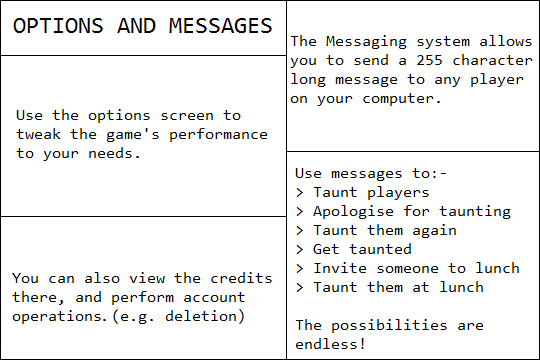 OPTIONS AND MESSAGES
Use the options screen to
tweak the game's performance
to your needs.
You can also view the credits
there, and perform account
operations.(e.g. deletion)
The Messaging system allows
you to send a 255 character
long message to any player
on your computer.
Use messages to:-
> Taunt players
> Apologise for taunting
> Taunt them again
> Get taunted
> Invite someone to lunch
> Taunt them at lunch
The possibilities are
endless!